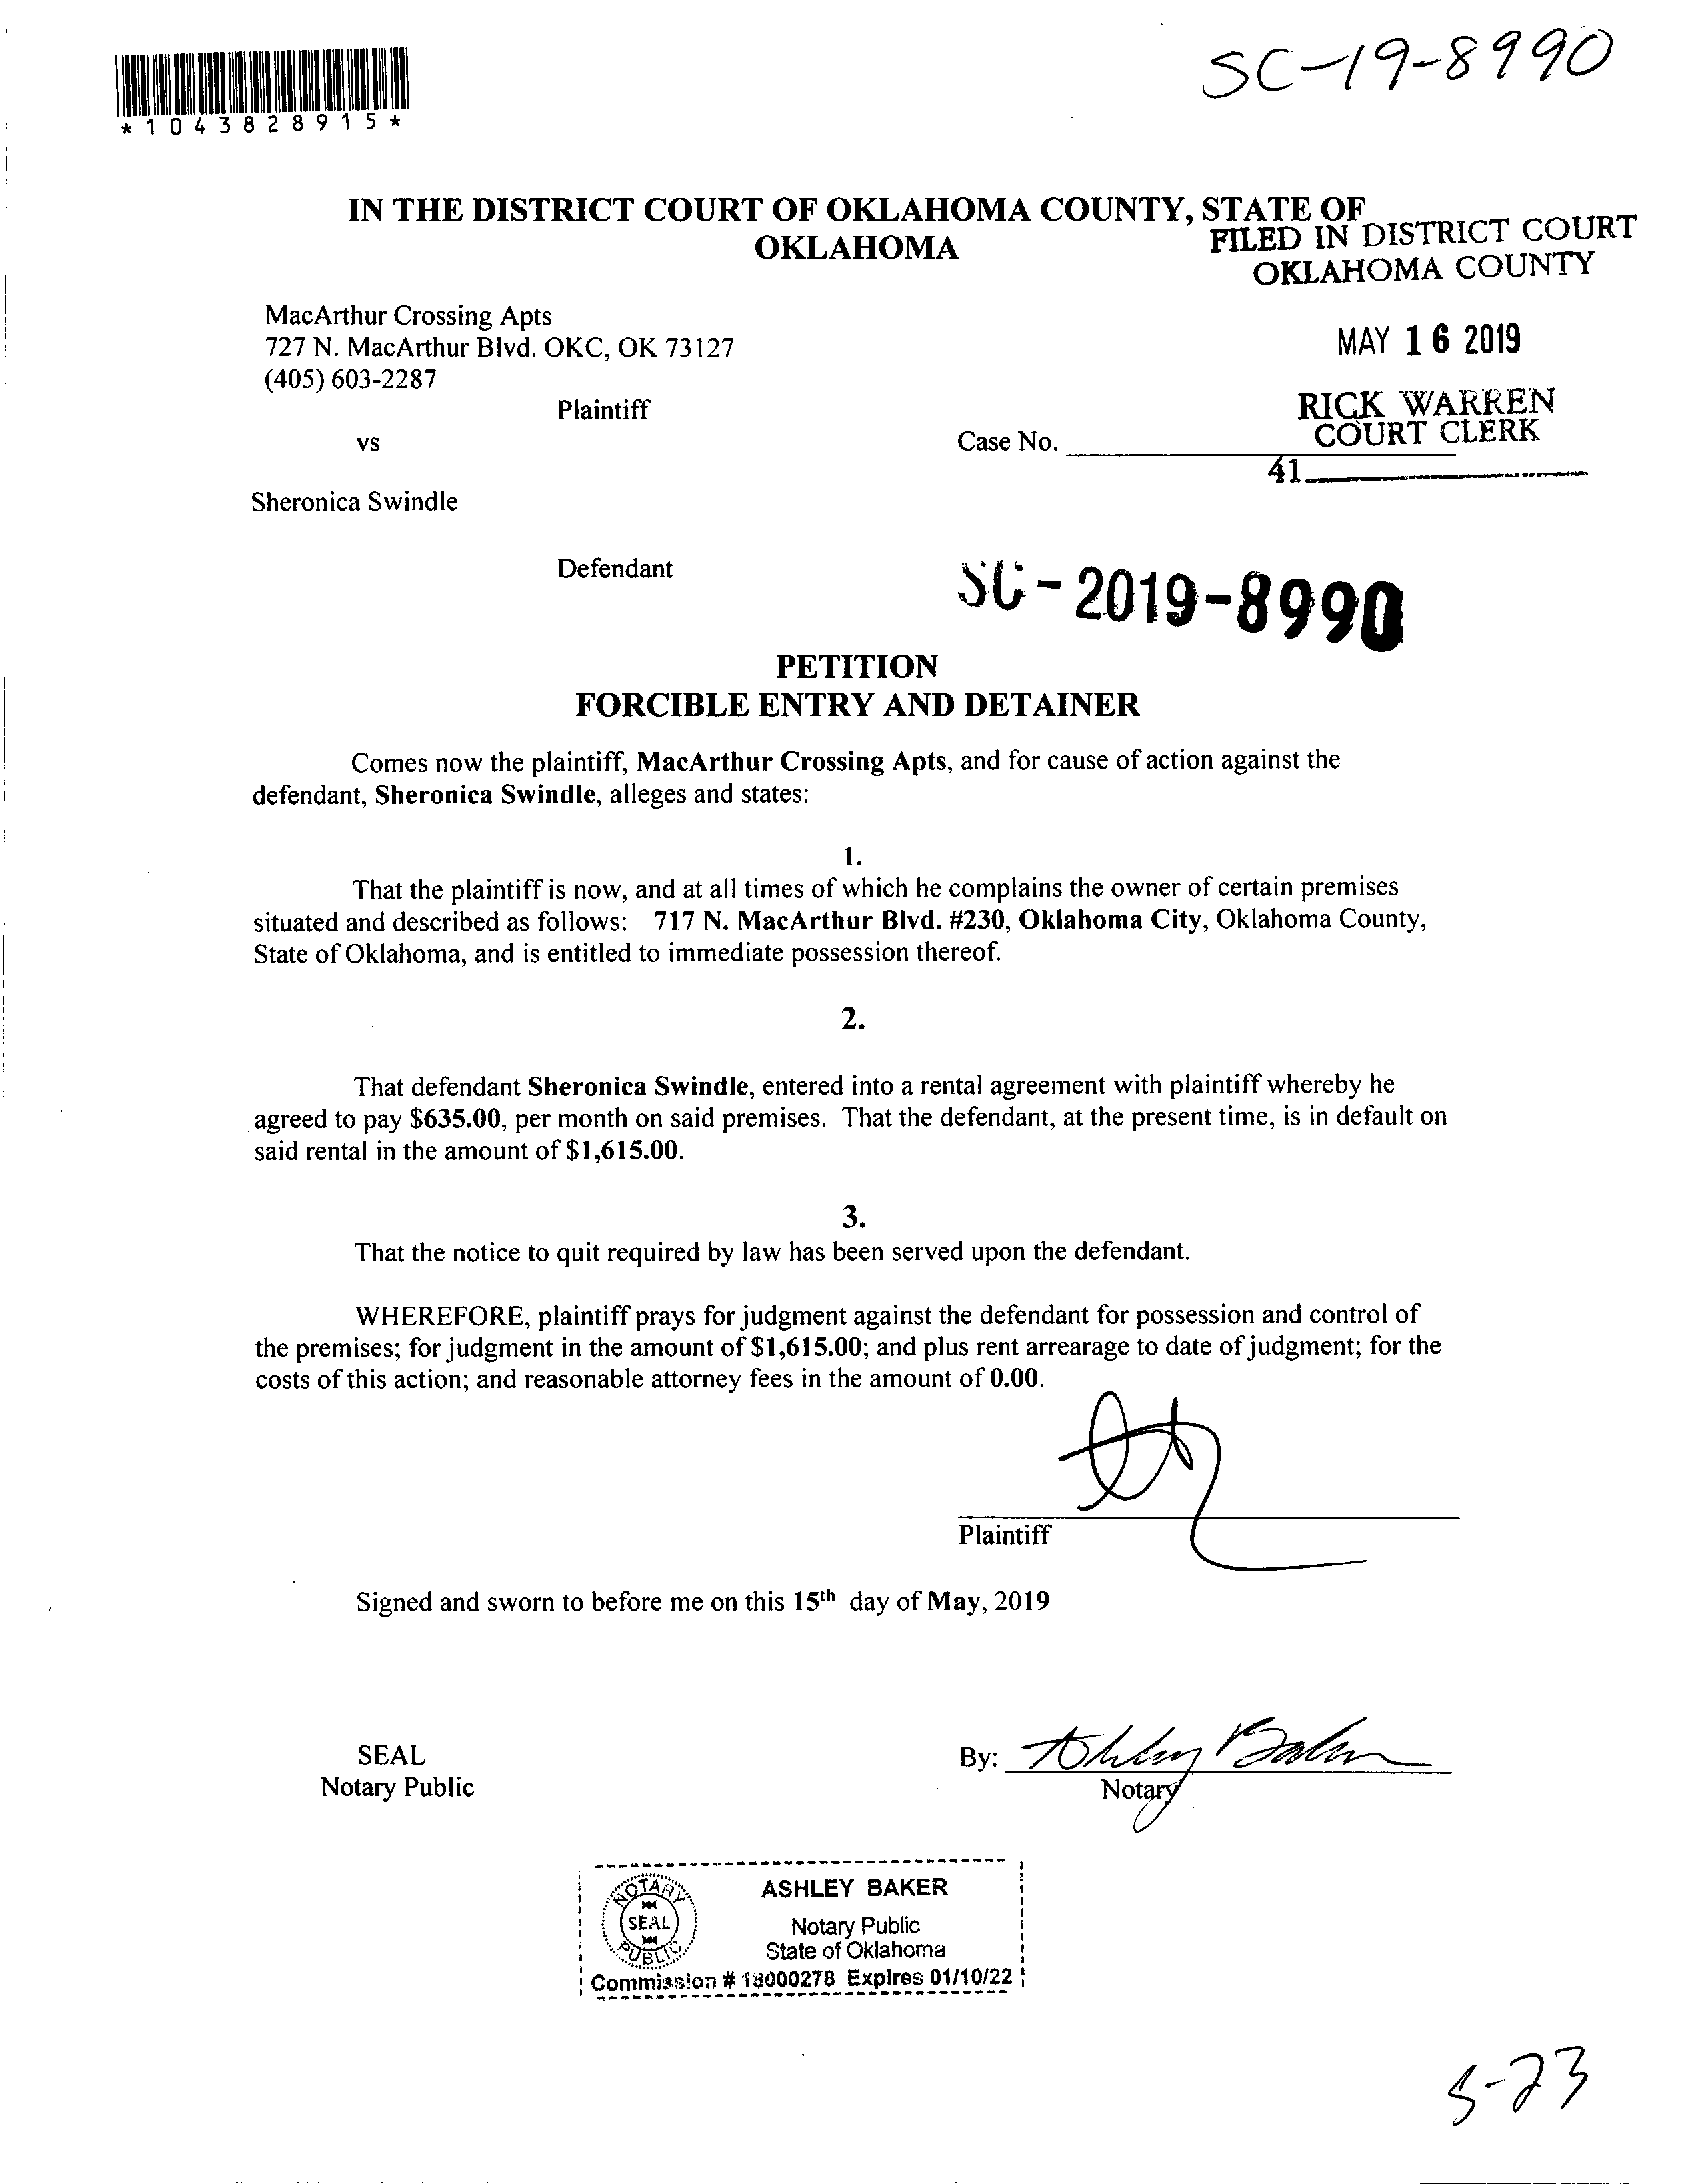 SC-19-8990
*1043828915*
IN THE DISTRICT COURT OF OKLAHOMA COUNTY, STATE OF
OKLAHOMA
FILED IN DISTRICT COURT
OKLAHOMA COUNTY
MacArthur Crossing Apts
727 N. MacArthur Blvd. OKC, OK 73127
(405) 603-2287
MAY 16 2019
Plaintiff
RICK WARREN
COURT CLERK
vs
Case No.
41
Sheronica Swindle
Defendant
SC-2019-8990
PETITION
FORCIBLE ENTRY AND DETAINER
Comes now the plaintiff, MacArthur Crossing Apts, and for cause of action against the
defendant, Sheronica Swindle, alleges and states:
1.
That the plaintiff is now, and at all times of which he complains the owner of certain premises
situated and described as follows: 717 N. MacArthur Blvd. #230, Oklahoma City, Oklahoma County,
State of Oklahoma, and is entitled to immediate possession thereof.
2.
That defendant Sheronica Swindle, entered into a rental agreement with plaintiff whereby he
agreed to pay $635.00, per month on said premises. That the defendant, at the present time, is in default on
said rental in the amount of $1,615.00.
3.
That the notice to quit required by law has been served upon the defendant.
WHEREFORE, plaintiff prays for judgment against the defendant for possession and control of
the premises; for judgment in the amount of $1,615.00; and plus rent arrearage to date of judgment; for the
costs of this action; and reasonable attorney fees in the amount of 0.00.
Plaintiff
Signed and sworn to before me on this 15th day of May, 2019
SEAL
Notary Public
By: Ashley Baker
Notary
NOTARY
SEAL
PUBLIC
ASHLEY BAKER
Notary Public
State of Oklahoma
Commission # 18000278 Expires 01/10/22
5-23